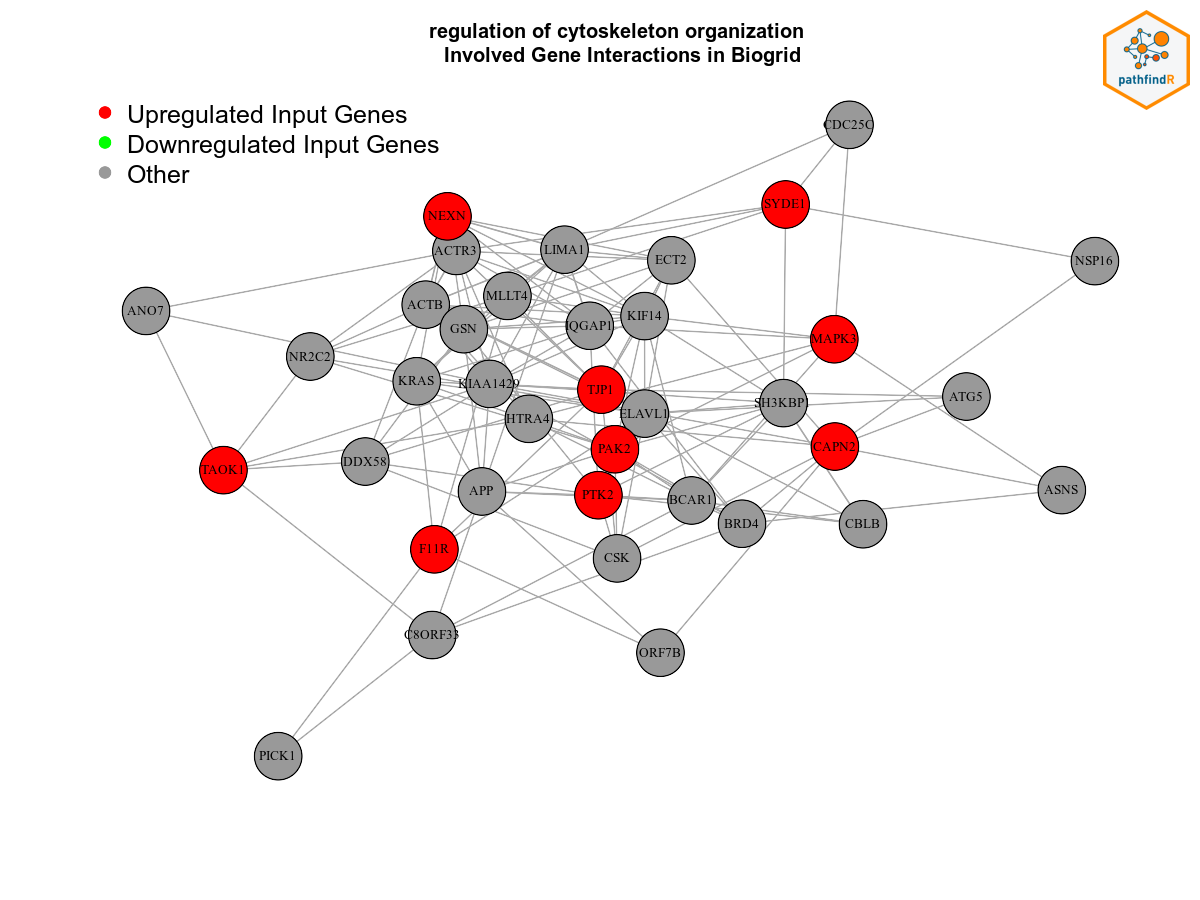 regulation of cytoskeleton organization
Involved Gene Interactions in Biogrid
pathfindR
Upregulated Input Genes
Downregulated Input Genes
Other
CDC25C
SYDE1
NEXN
ACTR3
LIMA1
ECT2
NSP16
ANO7
ACTB
MLLT4
GSN
IQGAP1
KIF14
MAPK3
NR2C2
KRAS
KIAA1429
TJP1
ELAVL1
SH3KBP1
ATG5
HTRA4
PAK2
CAPN2
TAOK1
DDX58
APP
PTK2
BCAR1
BRD4
CBLB
ASNS
F11R
CSK
C8ORF33
ORF7B
PICK1